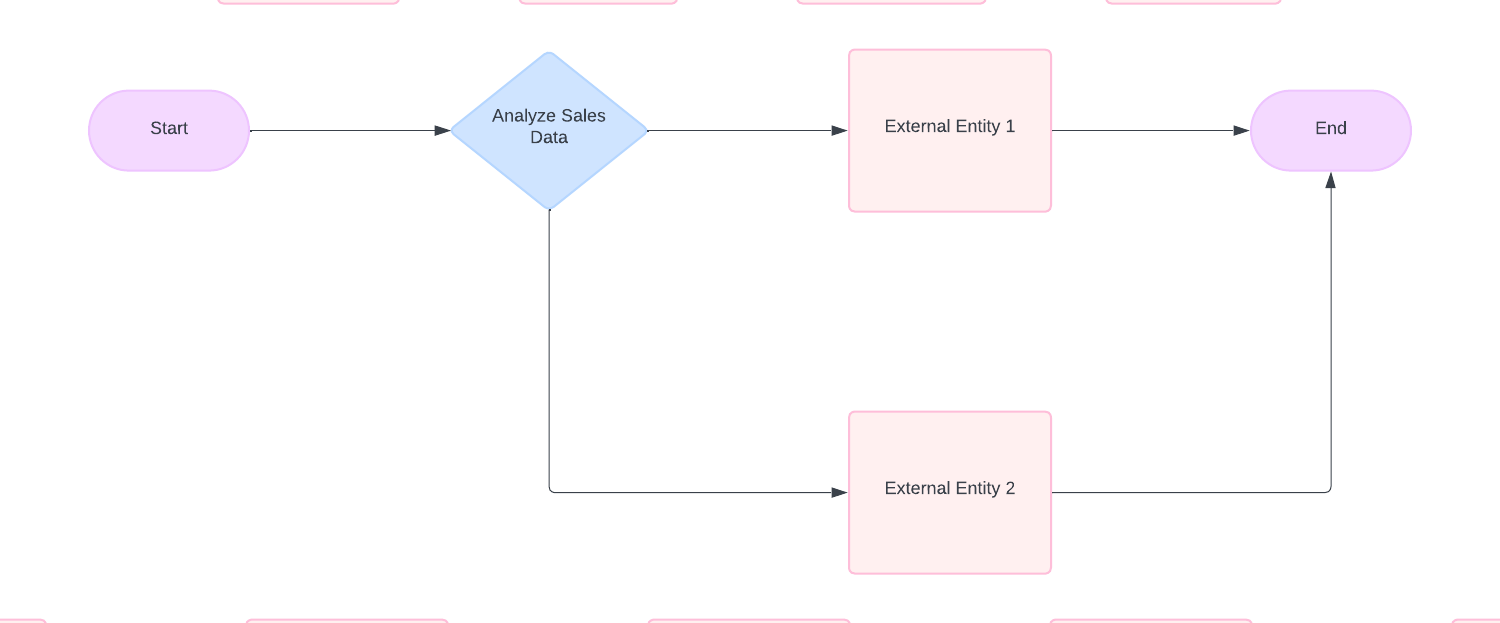 Start
Analyze Sales
Data
External Entity 1
End
External Entity 2